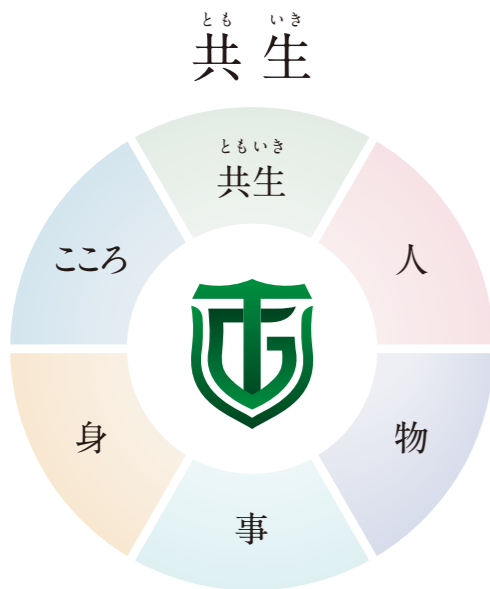 とも いき
共 生
ともいき
共生
人
物
事
身
こころ
TG